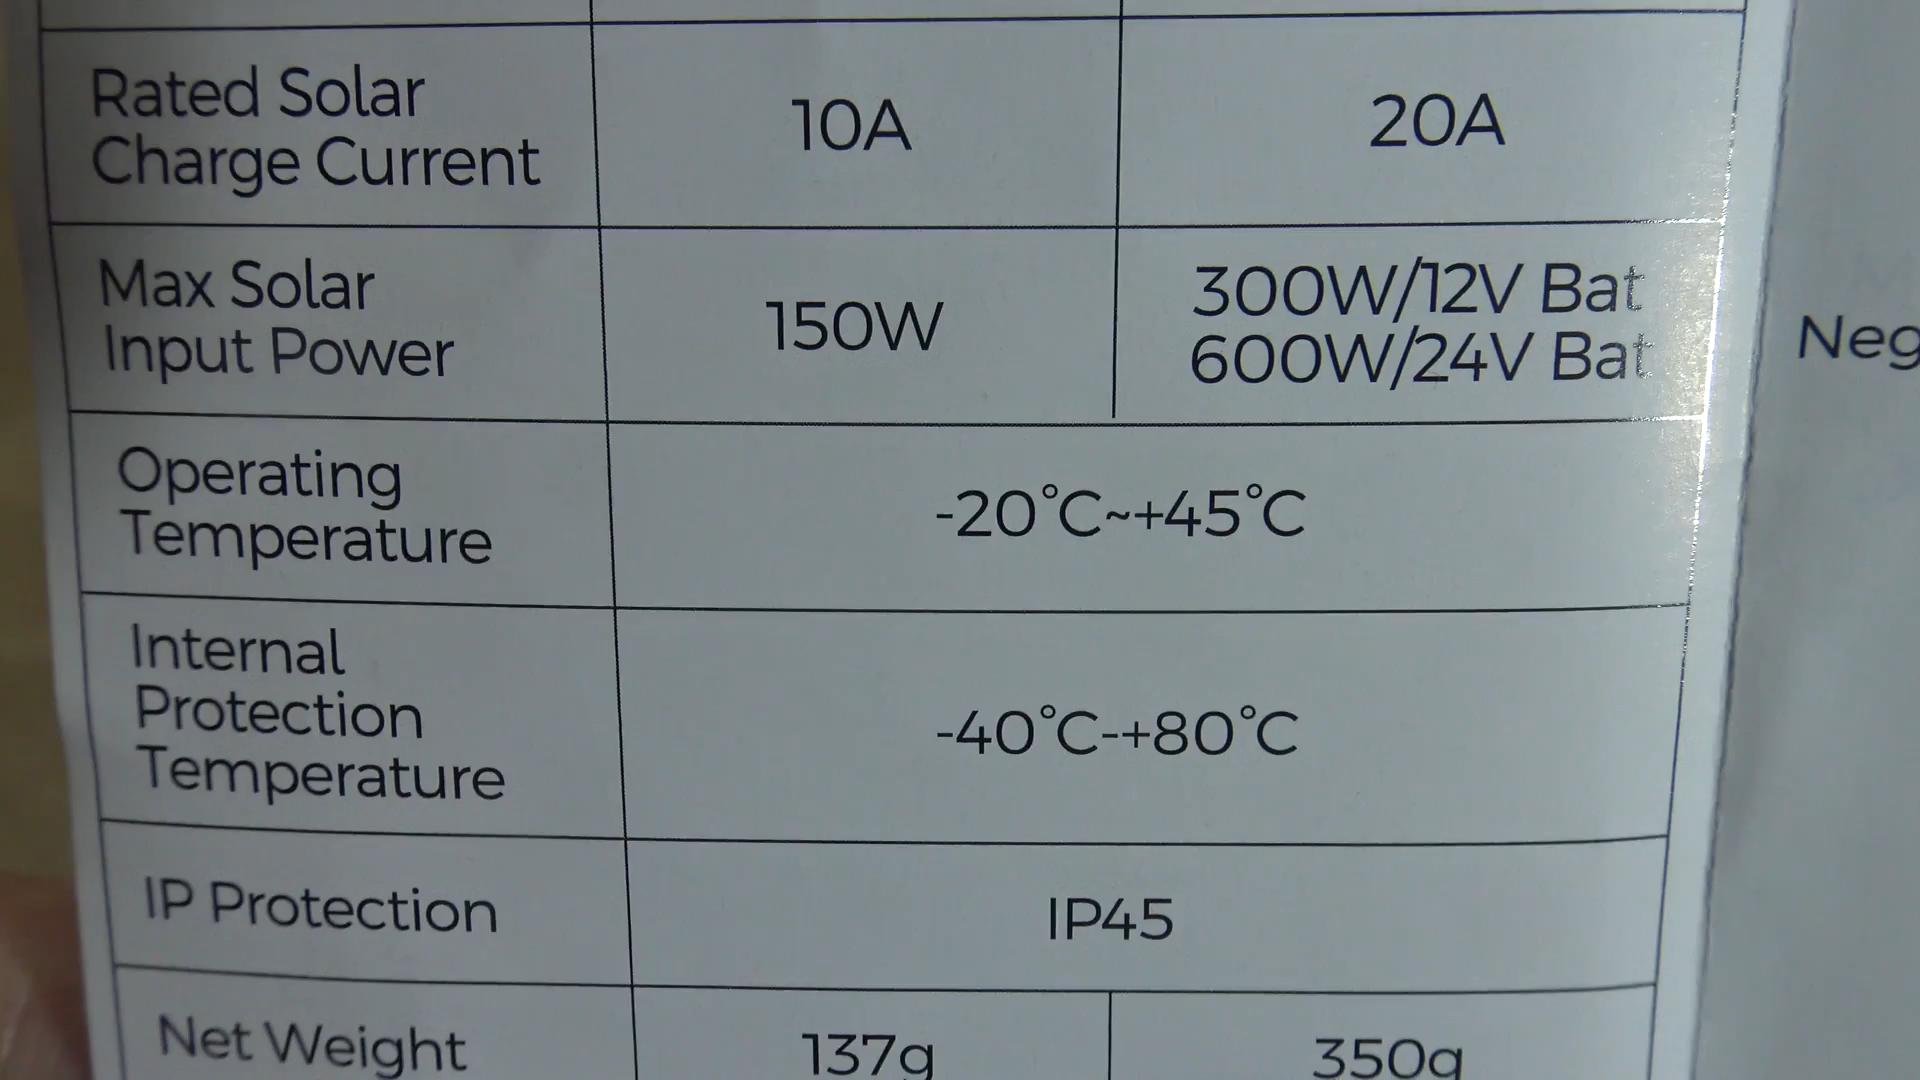 Rated Solar
Charge Current
10A
20A
Max Solar
Input Power
150W
300W/12V Bat
600W/24V Bat
Operating
Temperature
-20°C~+45°C
Internal
Protection
Temperature
-40°C-+80°C
IP Protection
IP45
Net Weight
137g
350g